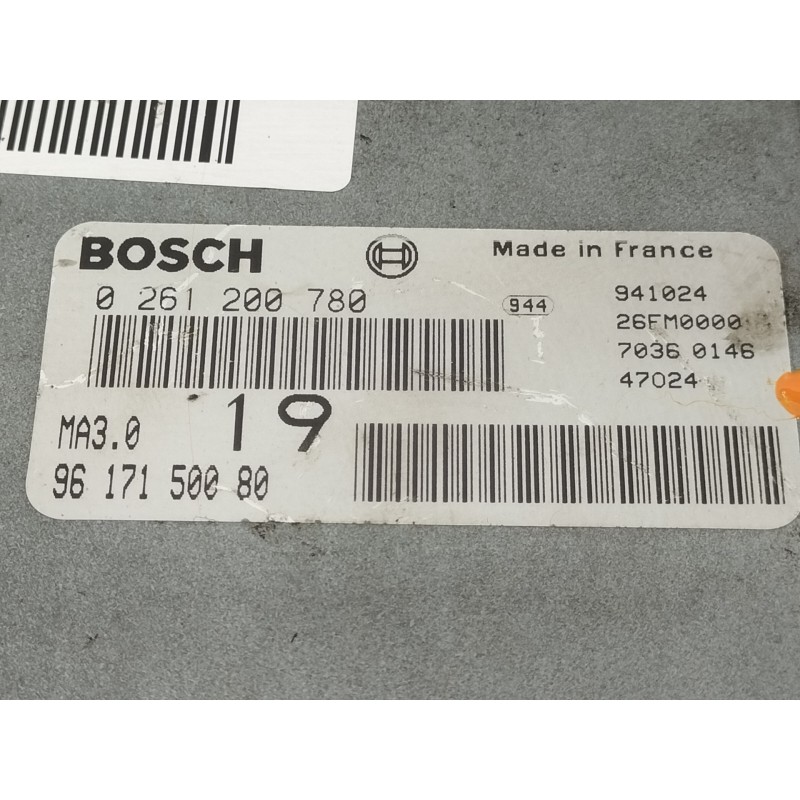 BOSCH Made in France
0 261 200 780 944 941024
26FM0000
7036 0146
47024
MA3.0 19
96 171 500 80